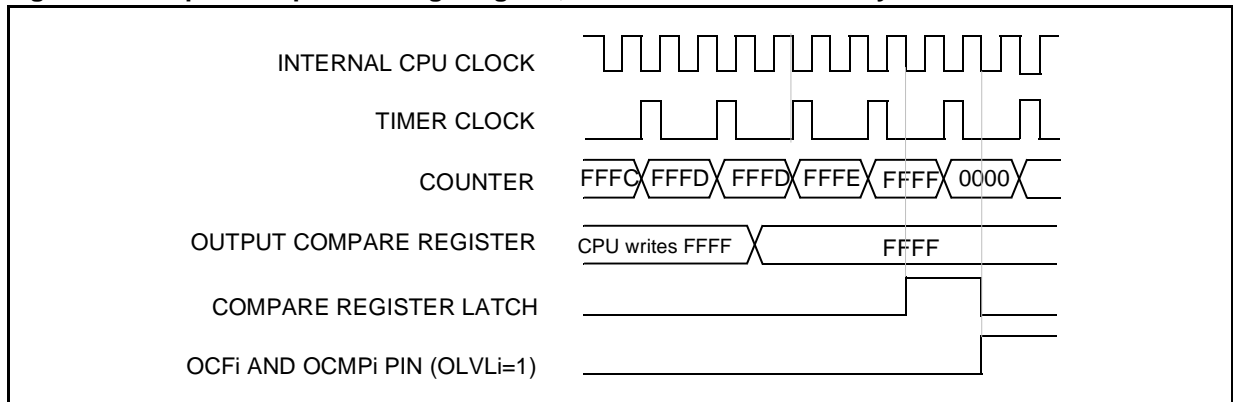 INTERNAL CPU CLOCK
TIMER CLOCK
COUNTER FFFC FFFD FFFD FFFE FFFF 0000
OUTPUT COMPARE REGISTER CPU writes FFFF FFFF
COMPARE REGISTER LATCH
OCFi AND OCMPi PIN (OLVLi=1)